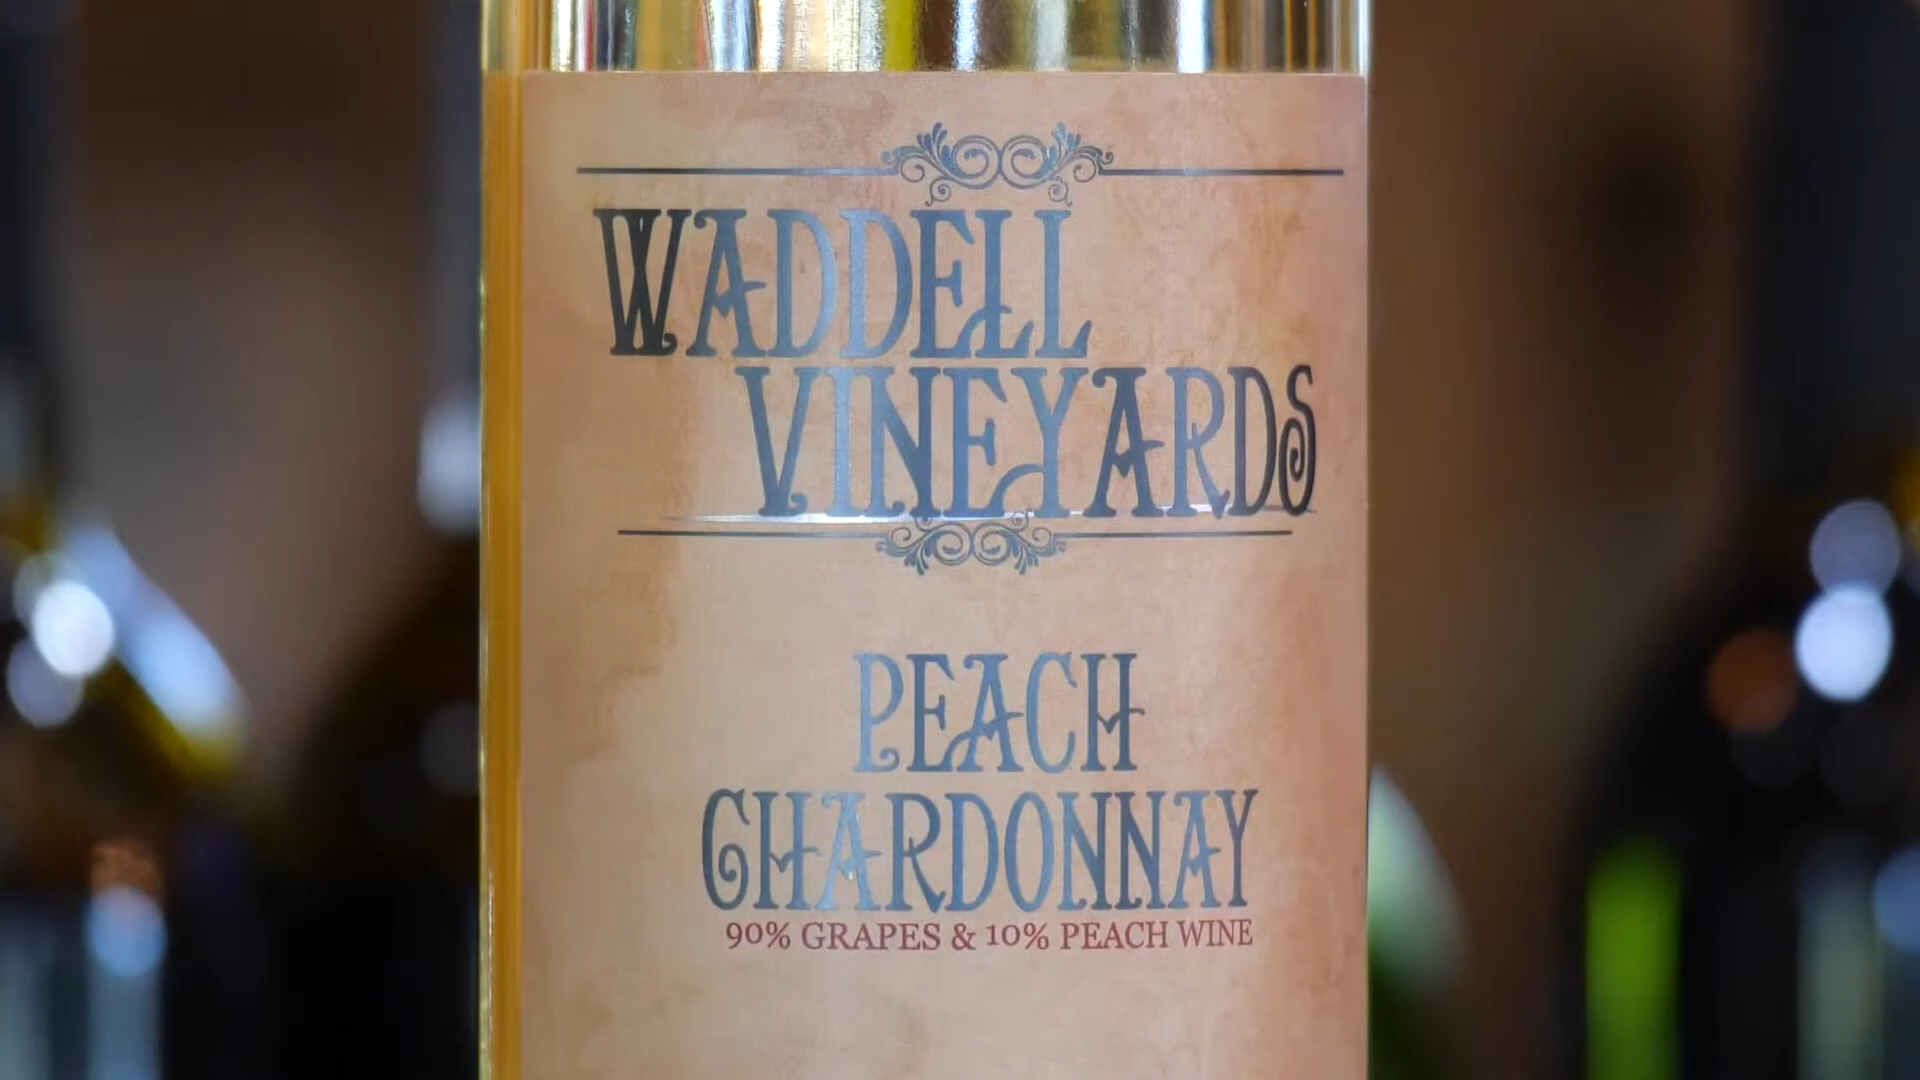 WADDELL
VINEYARDS
PEACH
CHARDONNAY
90% GRAPES & 10% PEACH WINE